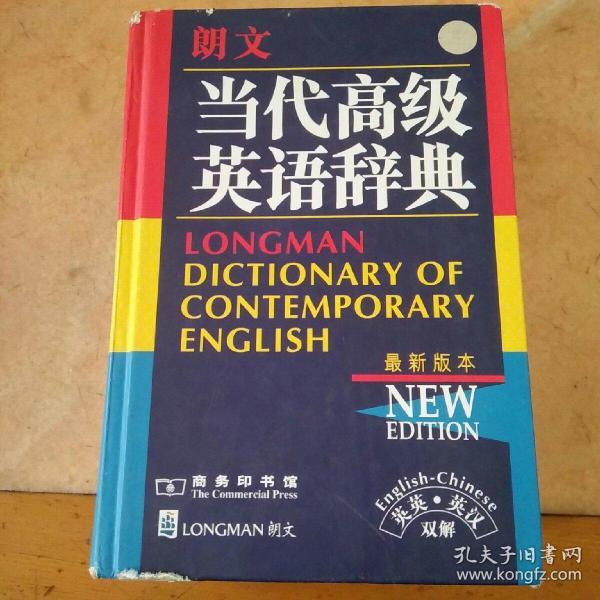 朗文
当代高级
英语辞典
LONGMAN
DICTIONARY OF
CONTEMPORARY
ENGLISH
最新版本
NEW
EDITION
商务印书馆
The Commercial Press
LONGMAN 朗文
English-Chinese
英英·英汉
双解
孔夫子旧书网
www.kongfz.com